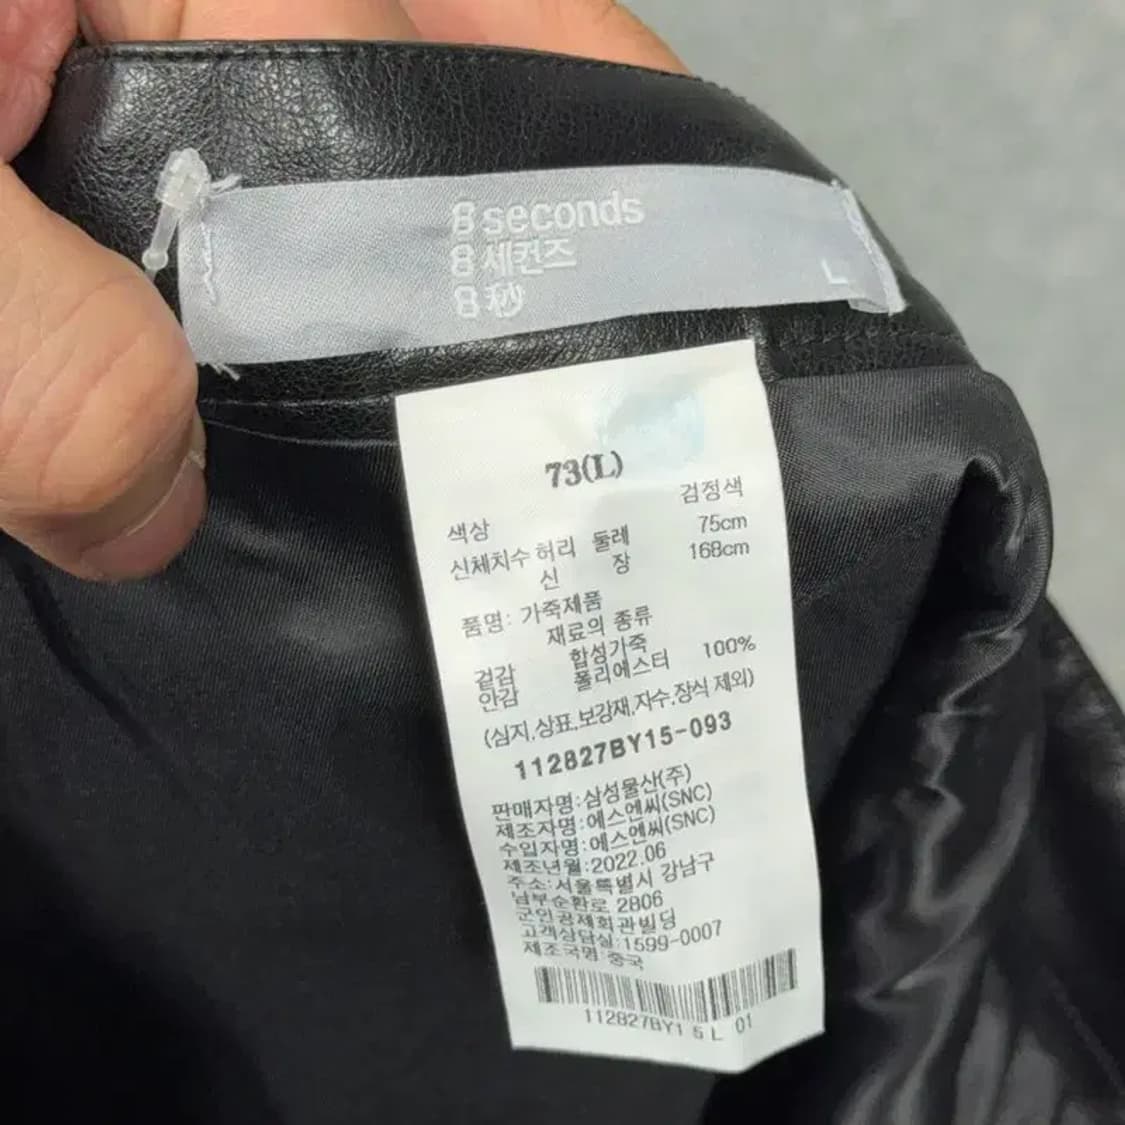 8seconds
8세컨즈
8秒
L
73(L)
색상 검정색
신체치수 허리 둘레 75cm
신 장 168cm
품명: 가죽제품
재료의 종류
겉감 합성가죽
안감 폴리에스터 100%
(심지,상표,보강재,자수,장식 제외)
112827BY15-093
판매자명:삼성물산(주)
제조자명:에스엔씨(SNC)
수입자명:에스엔씨(SNC)
제조년월:2022.06
주소:서울특별시 강남구
남부순환로 2806
군인공제회관빌딩
고객상담실:1599-0007
제조국명:중국
112827BY1 5 L 01